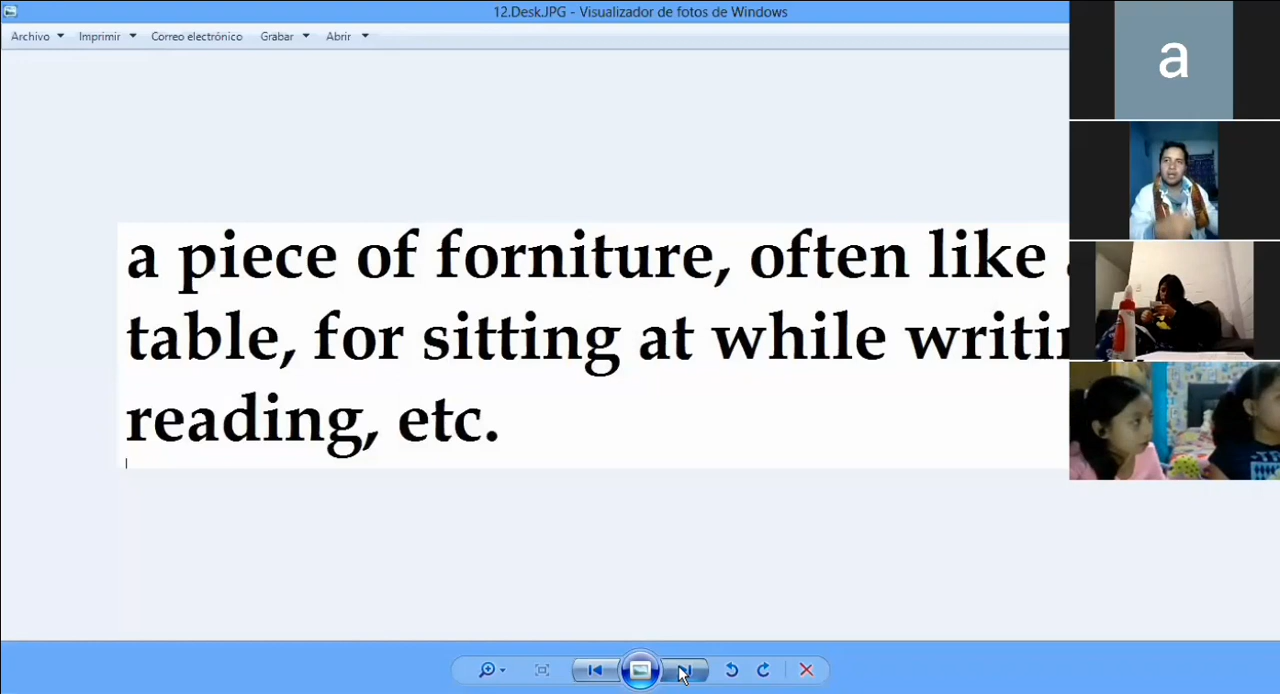 12.Desk.JPG - Visualizador de fotos de Windows
Archivo Imprimir Correo electrónico Grabar Abrir
a
a piece of forniture, often like
table, for sitting at while
reading, etc.